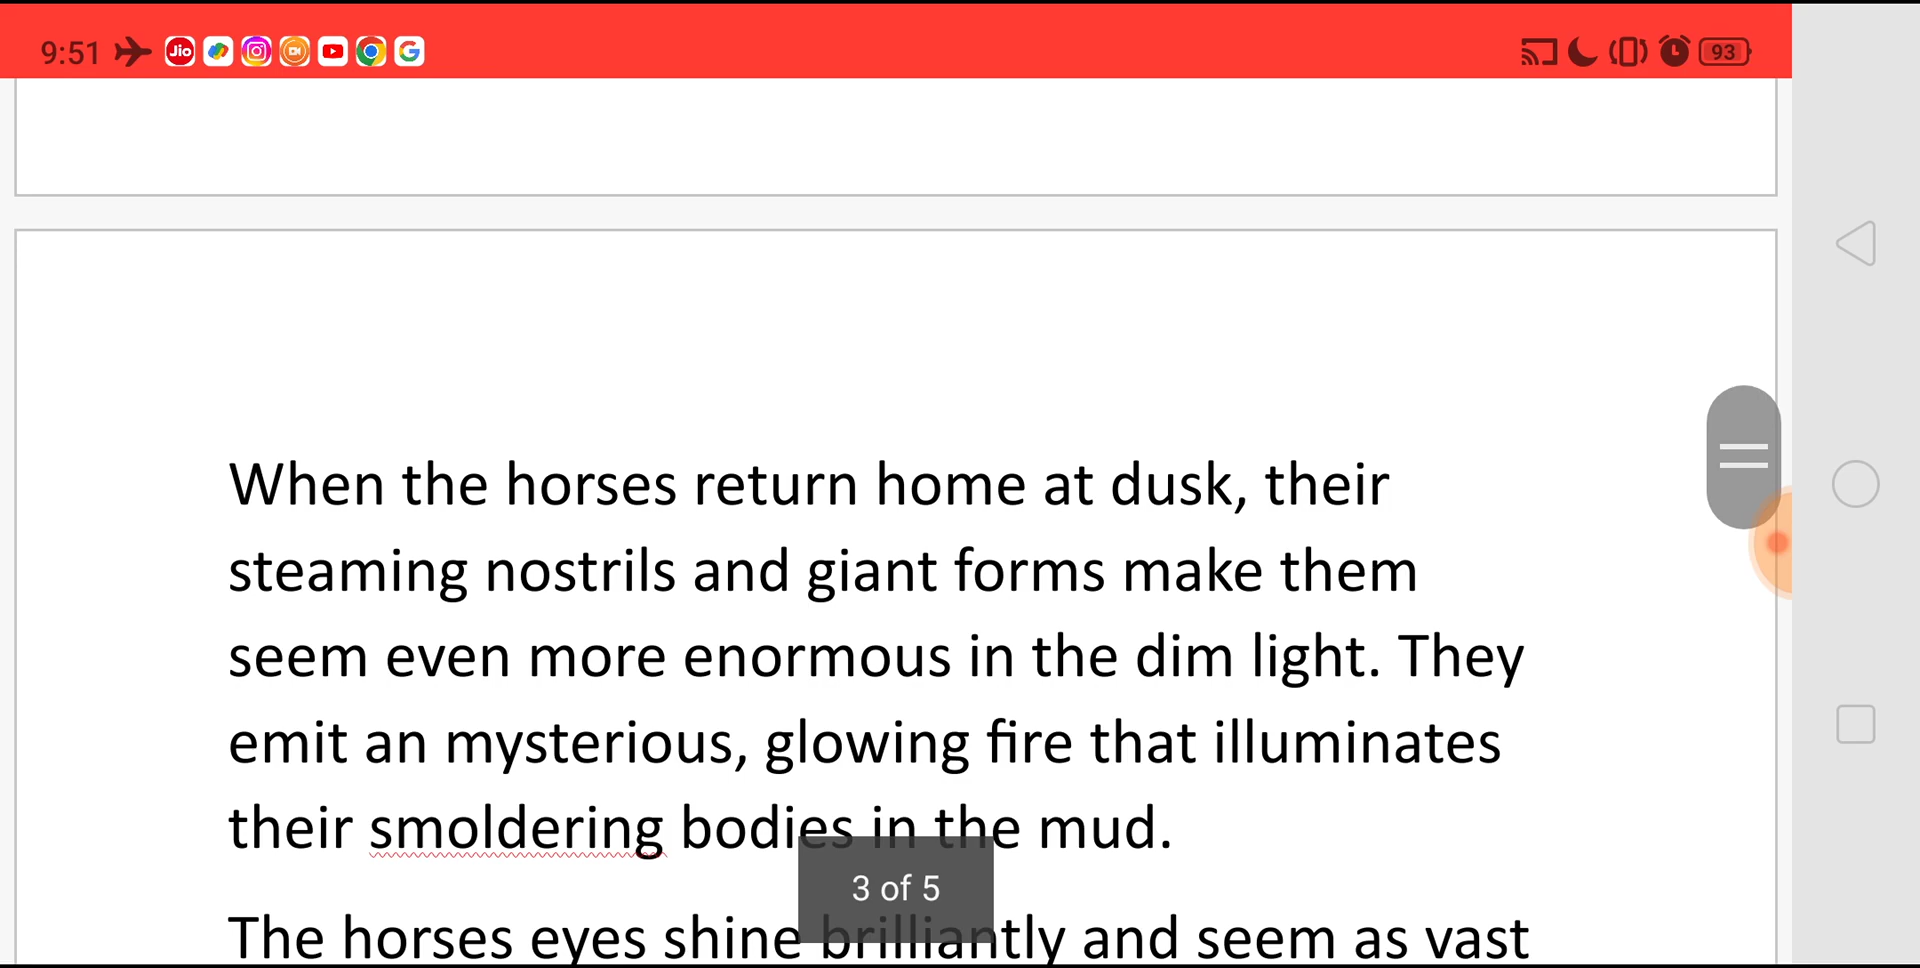 9:51 Jio 93
When the horses return home at dusk, their
steaming nostrils and giant forms make them
seem even more enormous in the dim light. They
emit an mysterious, glowing fire that illuminates
their smoldering bodies in the mud.
3 of 5
The horses eyes shine brilliantly and seem as vast